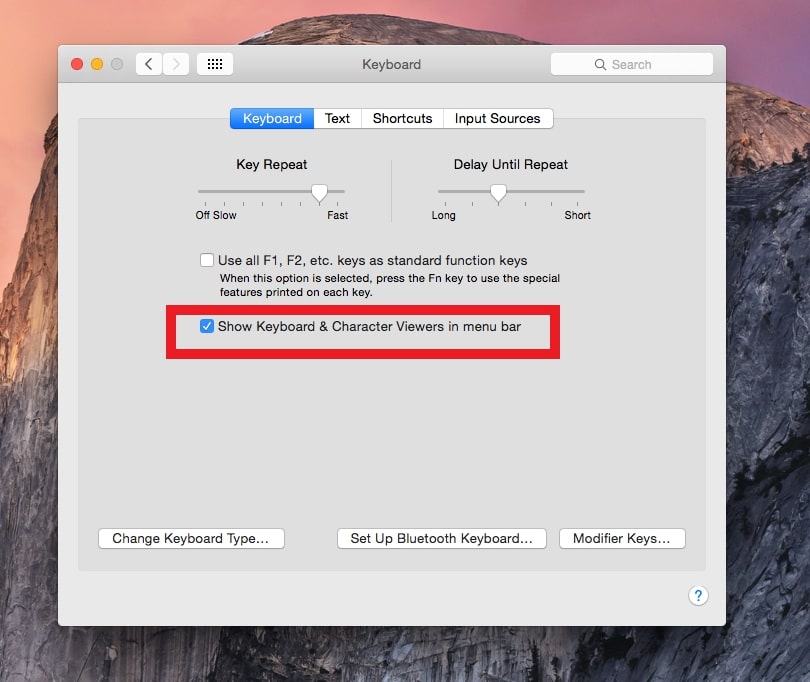 Keyboard
Search
Keyboard Text Shortcuts Input Sources
Key Repeat
Delay Until Repeat
Off Slow Fast
Long Short
Use all F1, F2, etc. keys as standard function keys
When this option is selected, press the Fn key to use the special
features printed on each key.
Show Keyboard & Character Viewers in menu bar
Change Keyboard Type...
Set Up Bluetooth Keyboard...
Modifier Keys...
?